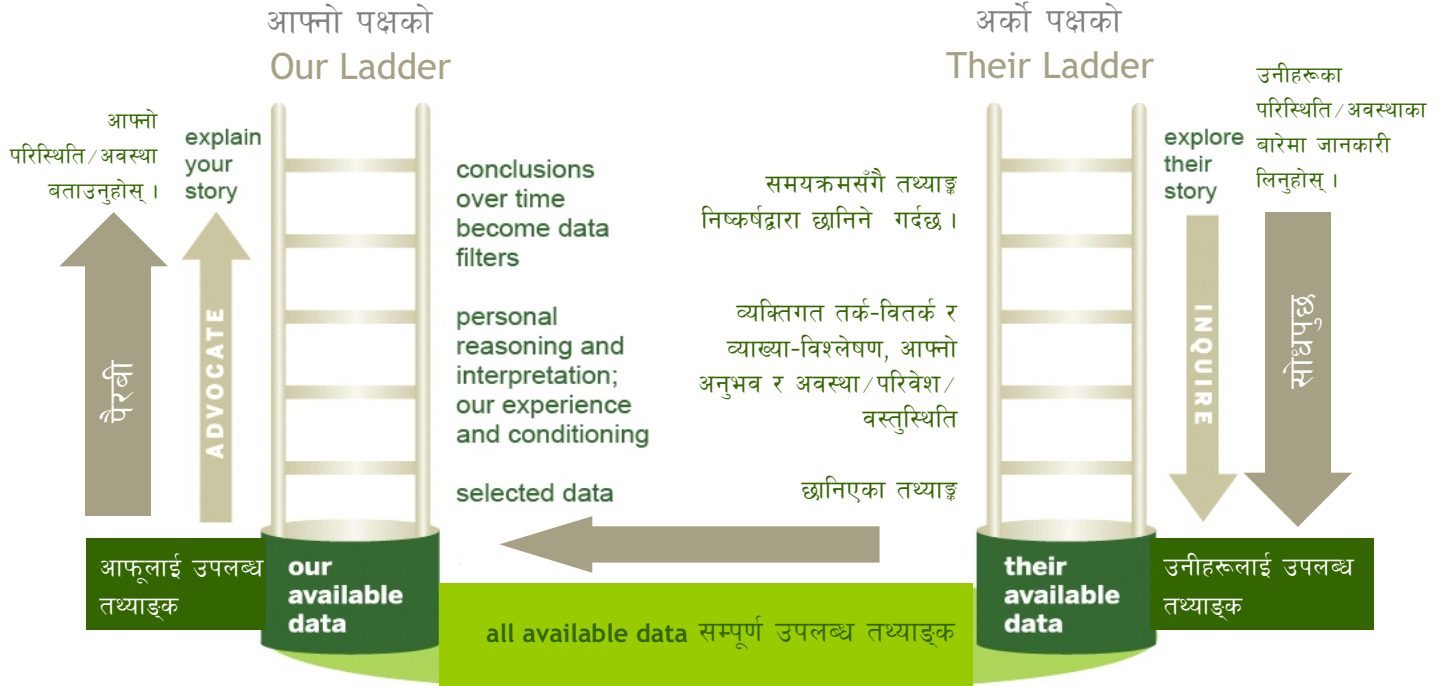 आफ्नो पक्षको
Our Ladder
अर्को पक्षको
Their Ladder
आफ्नो
परिस्थिति/अवस्था
बताउनुहोस् ।
explain
your
story
पैरवी
ADVOCATE
conclusions
over time
become data
filters
समयक्रमसँगै तथ्याङ्क
निष्कर्षद्वारा छानिने गर्दछ ।
personal
reasoning and
interpretation;
our experience
and conditioning
व्यक्तिगत तर्क-वितर्क र
व्याख्या-विश्लेषण, आफ्नो
अनुभव र अवस्था/परिवेश/
वस्तुस्थिति
selected data
छानिएका तथ्याङ्क
explore
their
story
उनीहरूका
परिस्थिति/अवस्थाका
बारेमा जानकारी
लिनुहोस् ।
INQUIRE
सोधपुछ
आफूलाई उपलब्ध
तथ्याङ्क
our
available
data
all available data सम्पूर्ण उपलब्ध तथ्याङ्क
their
available
data
उनीहरूलाई उपलब्ध
तथ्याङ्क